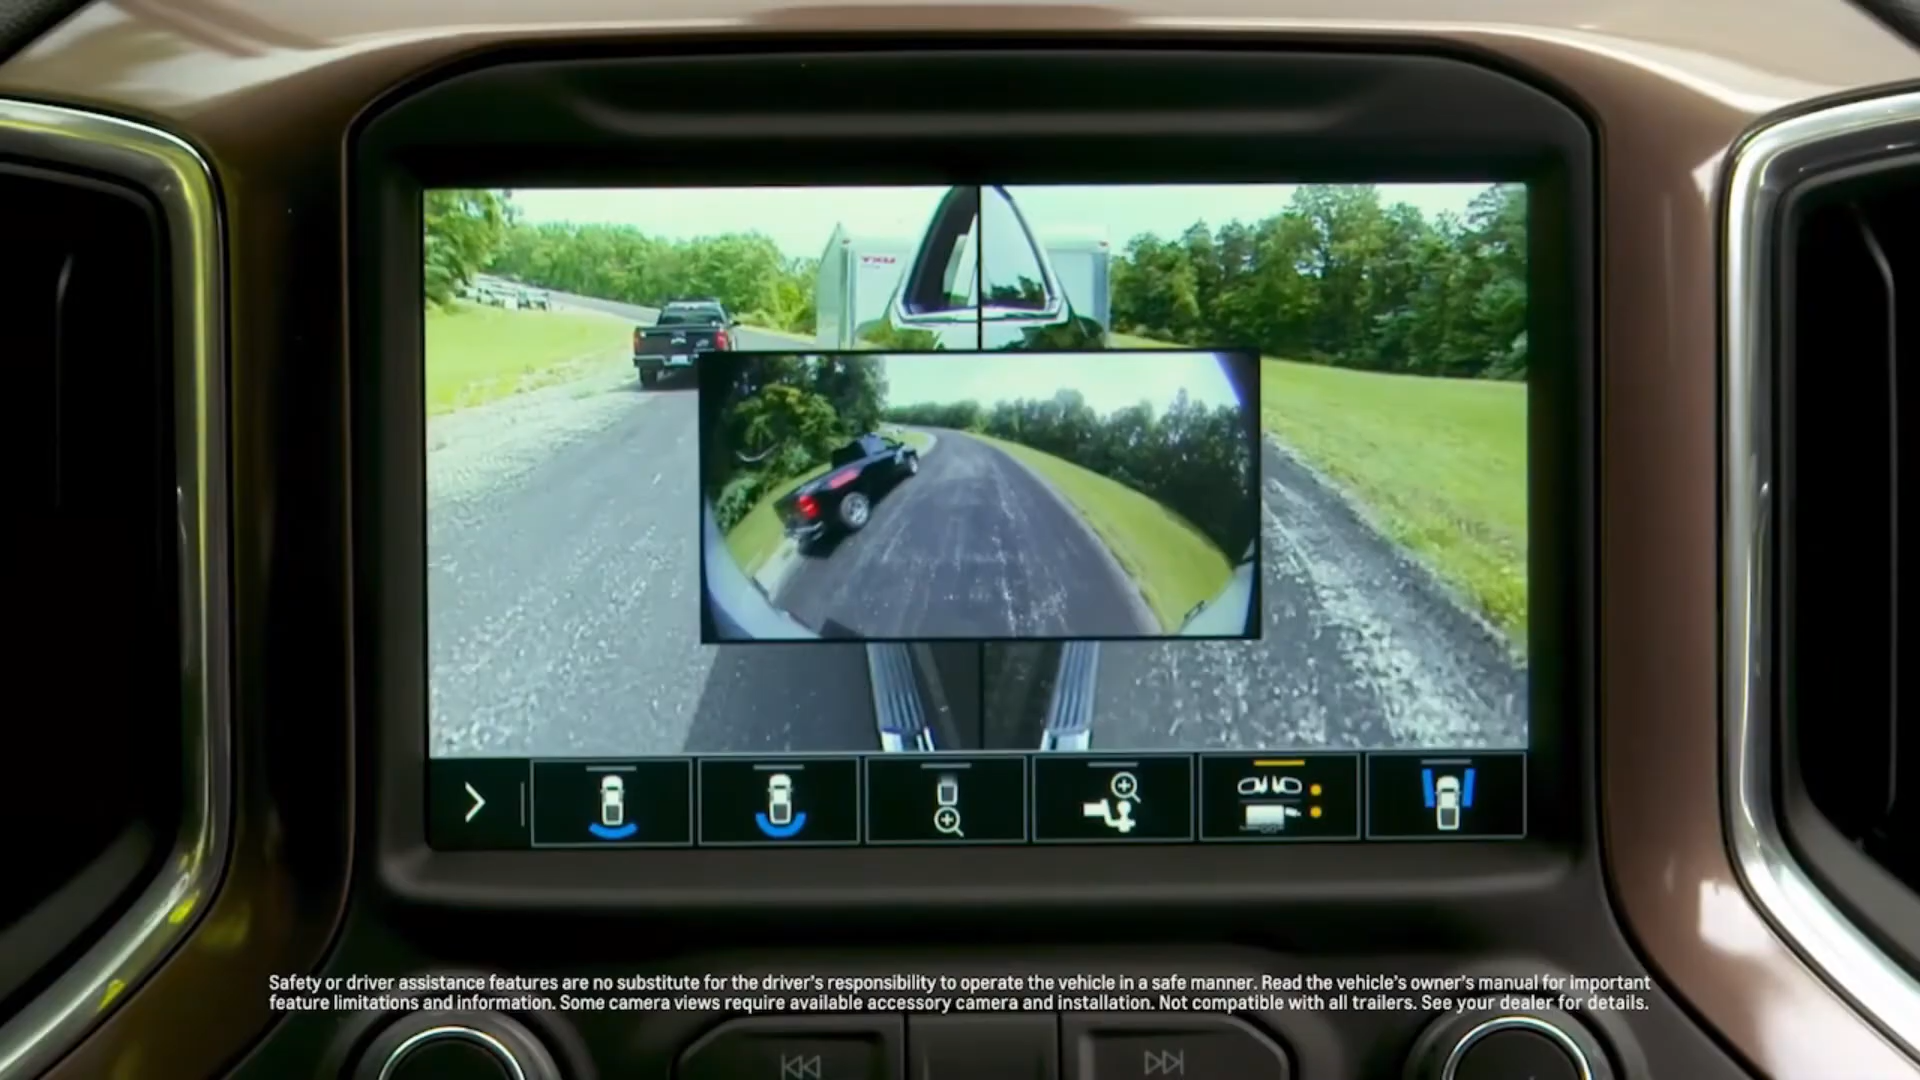 Safety or driver assistance features are no substitute for the driver's responsibility to operate the vehicle in a safe manner. Read the vehicle's owner's manual for important
feature limitations and information. Some camera views require available accessory camera and installation. Not compatible with all trailers. See your dealer for details.